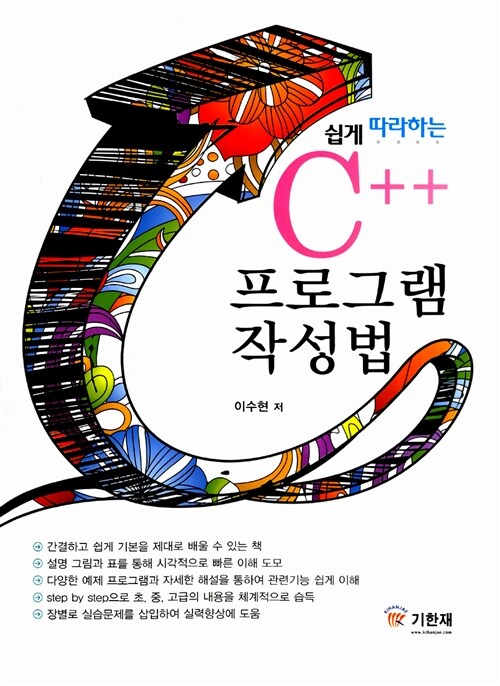 쉽게 따라하는
C++
프로그램
작성법
이수현 저
간결하고 쉽게 기본을 제대로 배울 수 있는 책
설명 그림과 표를 통해 시각적으로 빠른 이해 도모
다양한 예제 프로그램과 자세한 해설을 통하여 관련기능 쉽게 이해
step by step으로 초, 중, 고급의 내용을 체계적으로 습득
장별로 실습문제를 삽입하여 실력향상에 도움
KIHANJAE
기한재
www.kihanjae.com